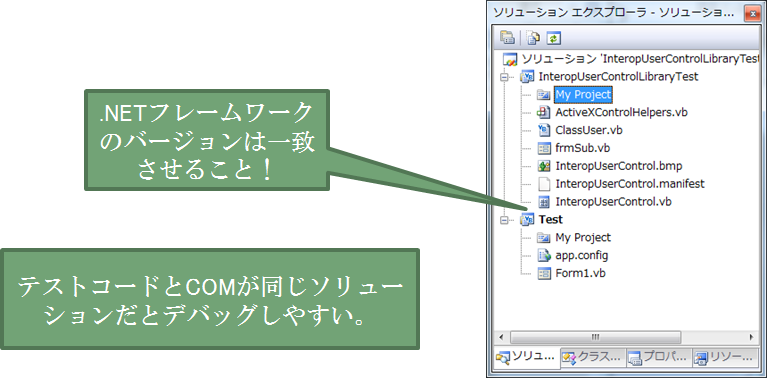 .NETフレームワーク
のバージョンは一致
させること！
テストコードとCOMが同じソリュー
ションだとデバッグしやすい。
ソリューション エクスプローラ - ソリューショ...
ソリューション 'InteropUserControlLibraryTest
InteropUserControlLibraryTest
My Project
ActiveXControlHelpers.vb
ClassUser.vb
frmSub.vb
InteropUserControl.bmp
InteropUserControl.manifest
InteropUserControl.vb
Test
My Project
app.config
Form1.vb
ソリュ... クラス... プロパ... リソー...